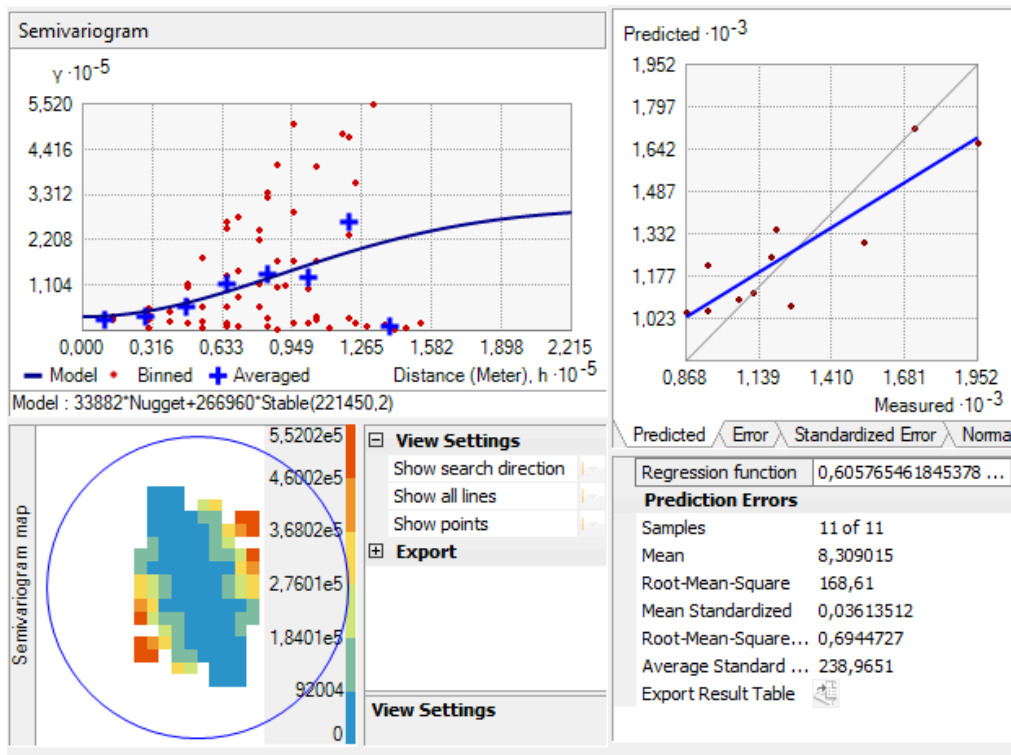 Semivariogram
γ ·10⁻⁵
5,520
4,416
3,312
2,208
1,104
0,000 0,316 0,633 0,949 1,265 1,582 1,898 2,215
Model Binned Averaged Distance (Meter), h ·10⁻⁵
Model : 33882*Nugget+266960*Stable(221450,2)
Predicted ·10⁻³
1,952
1,797
1,642
1,487
1,332
1,177
1,023
0,868 1,139 1,410 1,681 1,952
Measured ·10⁻³
Predicted Error Standardized Error Norma
Semivariogram map
5,5202e5
4,6002e5
3,6802e5
2,7601e5
1,8401e5
92004
0
View Settings
Show search direction
Show all lines
Show points
Export
View Settings
Regression function 0,605765461845378 ...
Prediction Errors
Samples 11 of 11
Mean 8,309015
Root-Mean-Square 168,61
Mean Standardized 0,03613512
Root-Mean-Square... 0,6944727
Average Standard ... 238,9651
Export Result Table